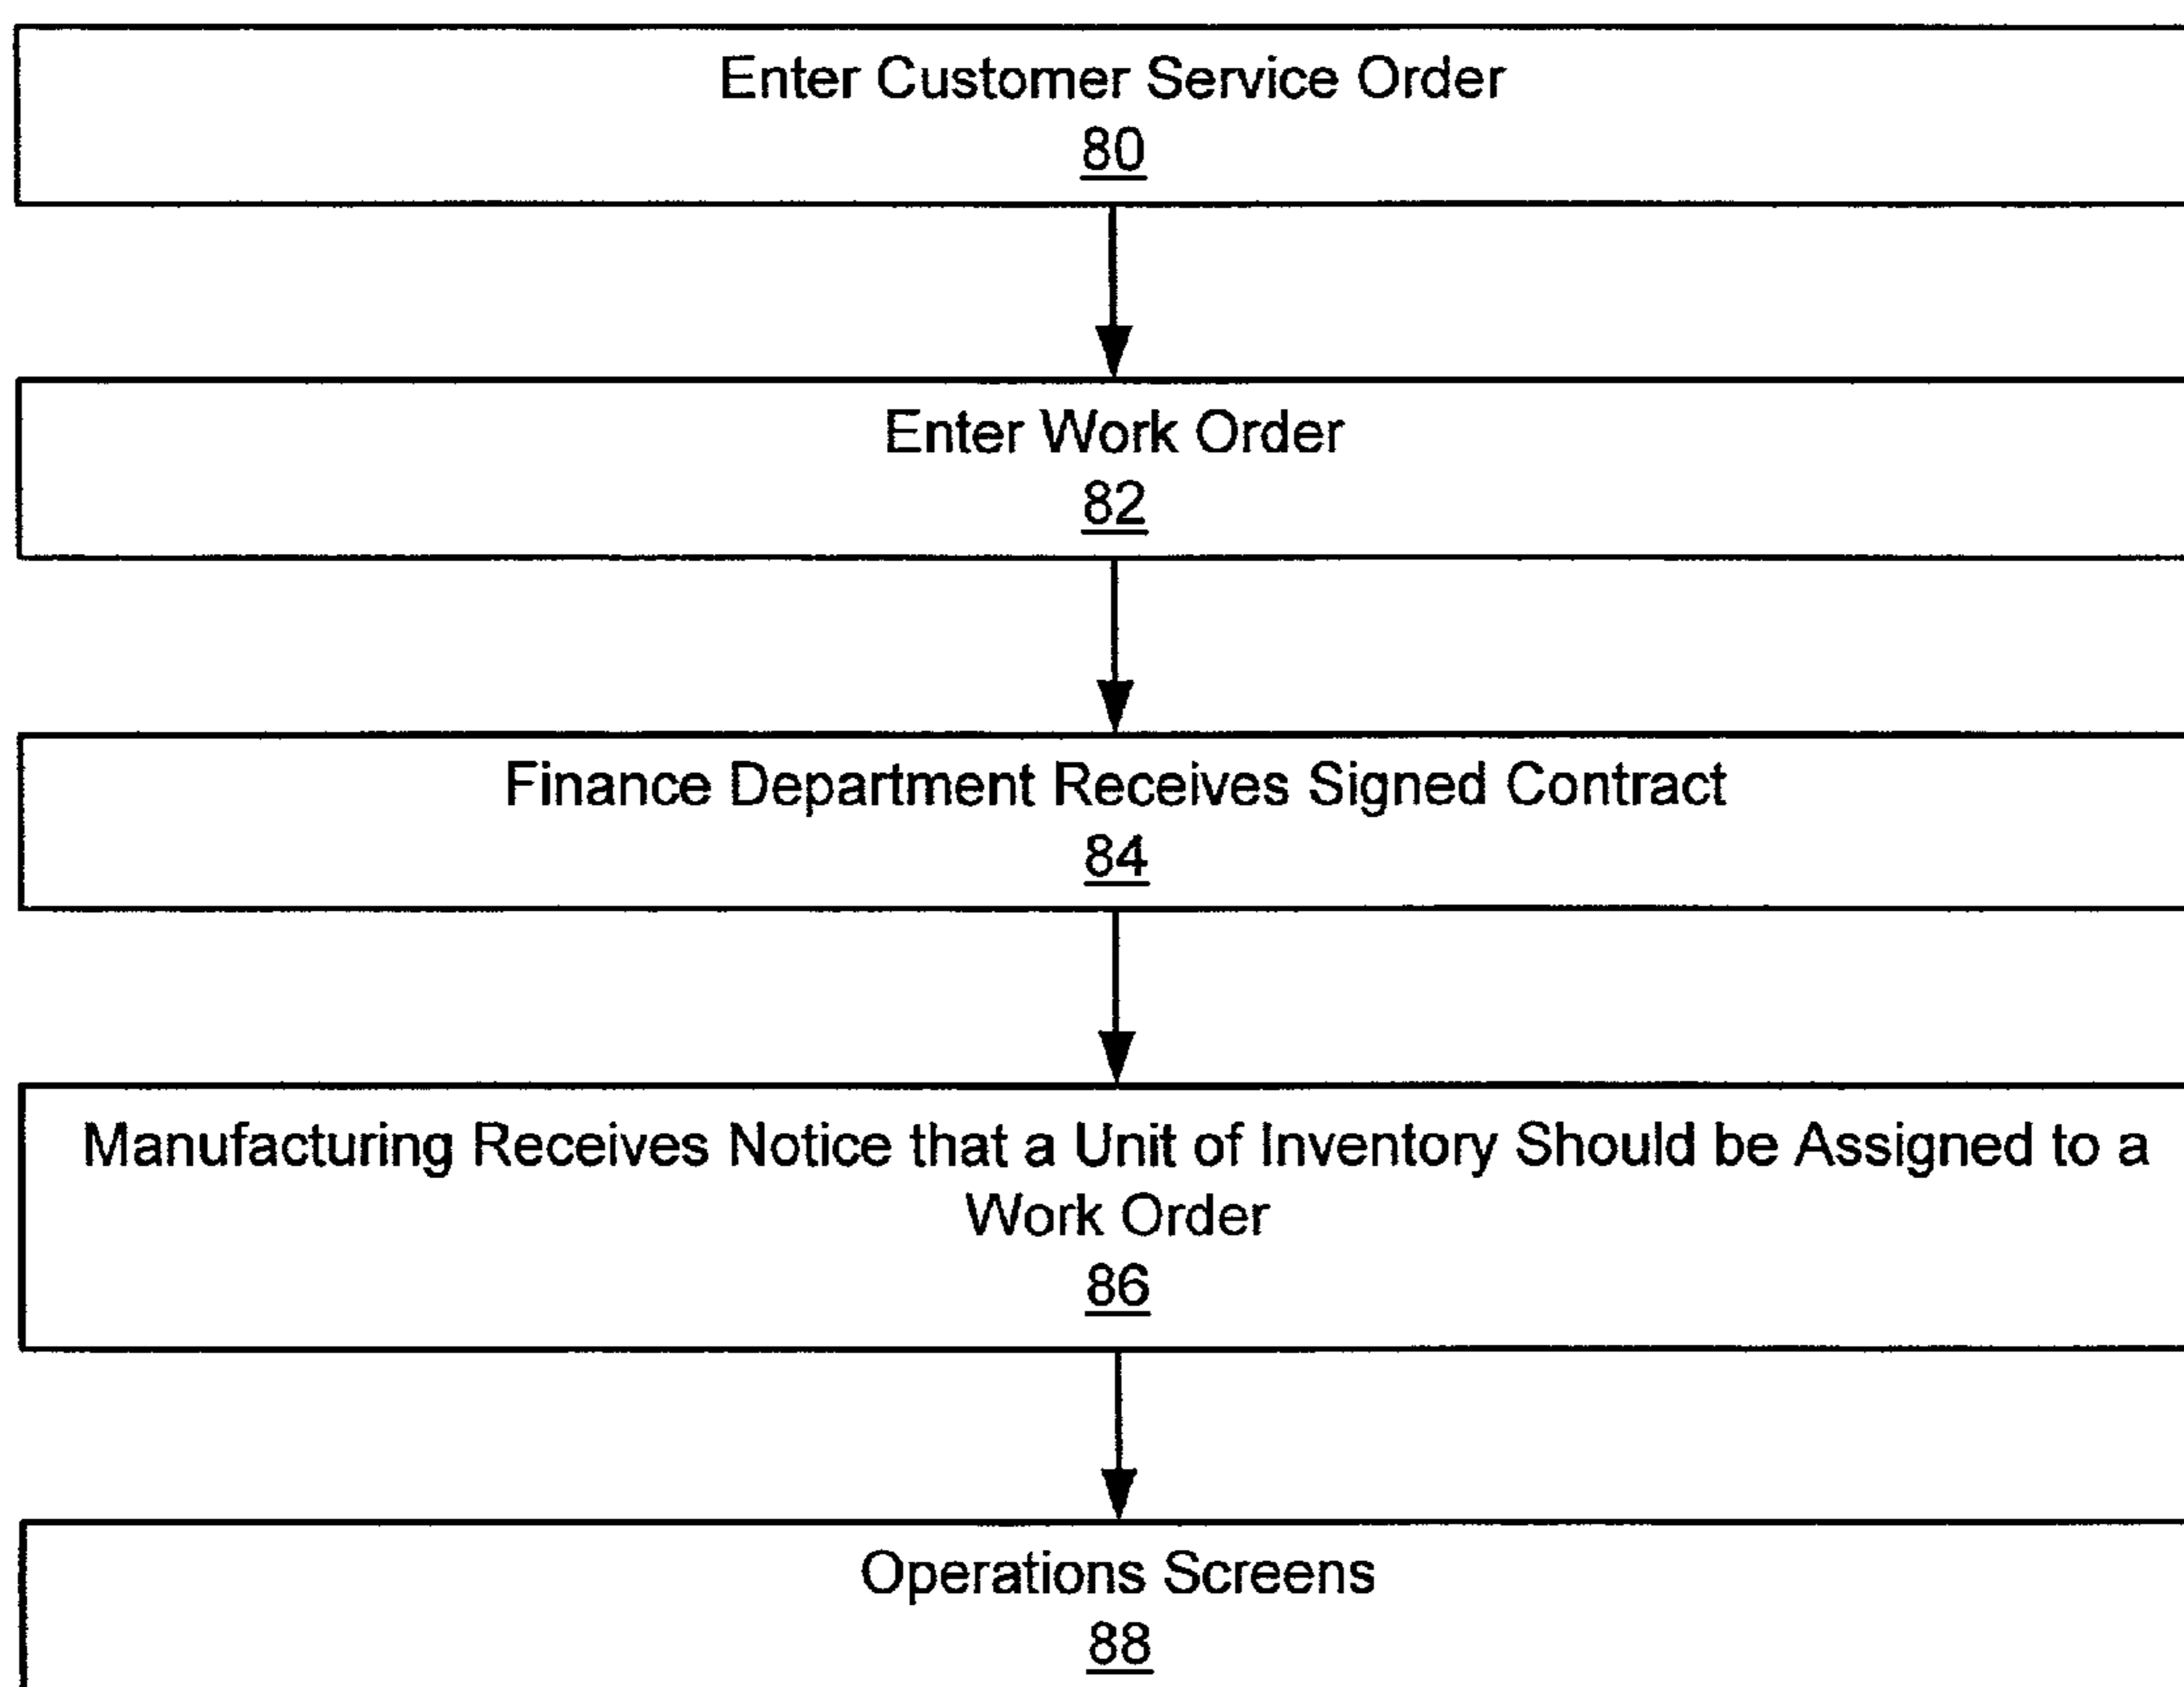 Enter Customer Service Order
80
Enter Work Order
82
Finance Department Receives Signed Contract
84
Manufacturing Receives Notice that a Unit of Inventory Should be Assigned to a
Work Order
86
Operations Screens
88